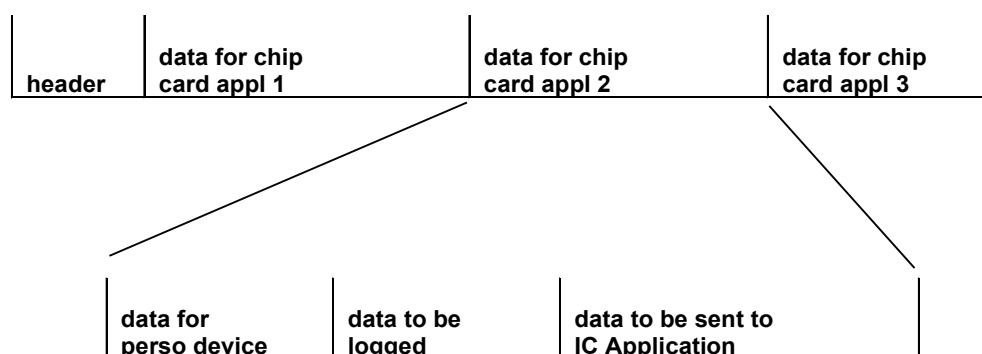 data for chip data for chip data for chip
header card appl 1 card appl 2 card appl 3
data for data to be data to be sent to
perso device logged IC Application